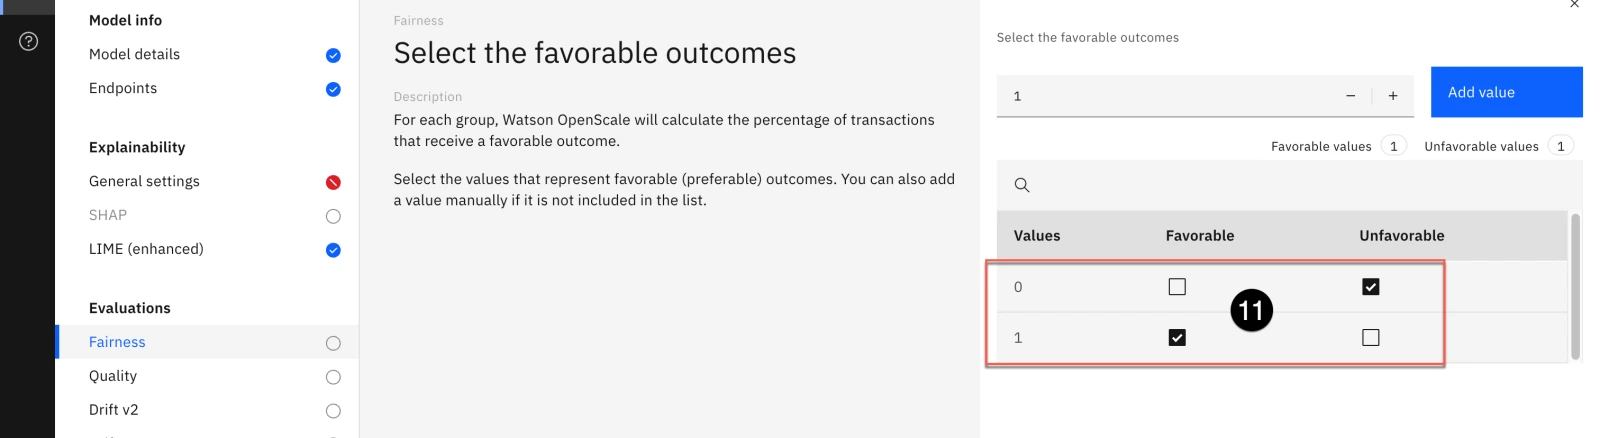 Model info
Model details
Endpoints
Explainability
General settings
SHAP
LIME (enhanced)
Evaluations
Fairness
Quality
Drift v2
Fairness
Select the favorable outcomes
Description
For each group, Watson OpenScale will calculate the percentage of transactions
that receive a favorable outcome.
Select the values that represent favorable (preferable) outcomes. You can also add
a value manually if it is not included in the list.
Select the favorable outcomes
1
Add value
Favorable values 1 Unfavorable values 1
Values Favorable Unfavorable
0
11
1